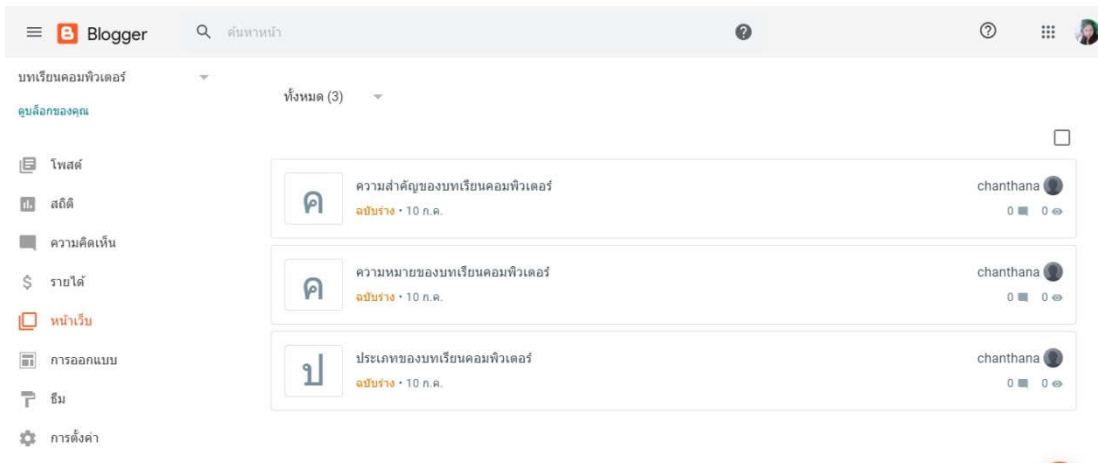 Blogger
ค้นหาหน้า
บทเรียนคอมพิวเตอร์
ดูบล็อกของคุณ
ทั้งหมด (3)
โพสต์
สถิติ
ความคิดเห็น
$ รายได้
หน้าเว็บ
การออกแบบ
ธีม
การตั้งค่า
ค
ความสำคัญของบทเรียนคอมพิวเตอร์
chanthana
ฉบับร่าง • 10 ก.ค.
0 0
ค
ความหมายของบทเรียนคอมพิวเตอร์
chanthana
ฉบับร่าง • 10 ก.ค.
0 0
ป
ประเภทของบทเรียนคอมพิวเตอร์
chanthana
ฉบับร่าง • 10 ก.ค.
0 0